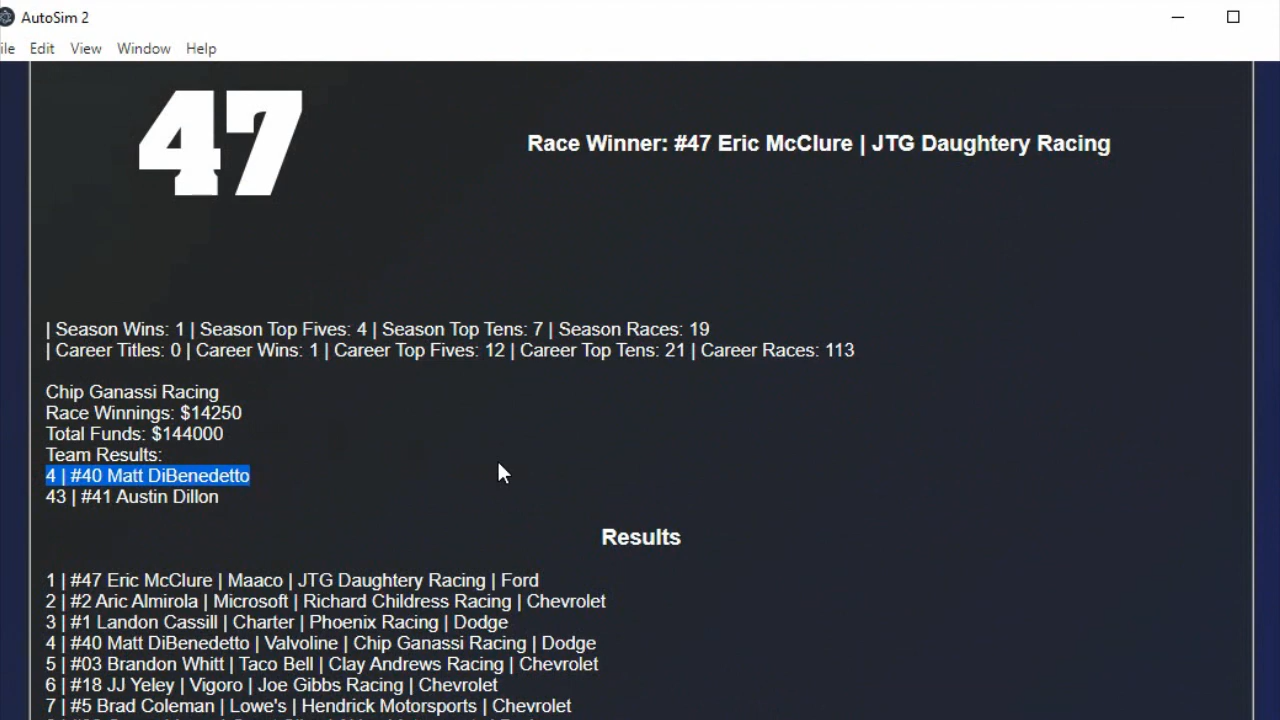 AutoSim 2
ile Edit View Window Help
47
Race Winner: #47 Eric McClure | JTG Daughtery Racing
| Season Wins: 1 | Season Top Fives: 4 | Season Top Tens: 7 | Season Races: 19
| Career Titles: 0 | Career Wins: 1 | Career Top Fives: 12 | Career Top Tens: 21 | Career Races: 113
Chip Ganassi Racing
Race Winnings: $14250
Total Funds: $144000
Team Results:
4 | #40 Matt DiBenedetto
43 | #41 Austin Dillon
Results
1 | #47 Eric McClure | Maaco | JTG Daughtery Racing | Ford
2 | #2 Aric Almirola | Microsoft | Richard Childress Racing | Chevrolet
3 | #1 Landon Cassill | Charter | Phoenix Racing | Dodge
4 | #40 Matt DiBenedetto | Valvoline | Chip Ganassi Racing | Dodge
5 | #03 Brandon Whitt | Taco Bell | Clay Andrews Racing | Chevrolet
6 | #18 JJ Yeley | Vigoro | Joe Gibbs Racing | Chevrolet
7 | #5 Brad Coleman | Lowe's | Hendrick Motorsports | Chevrolet